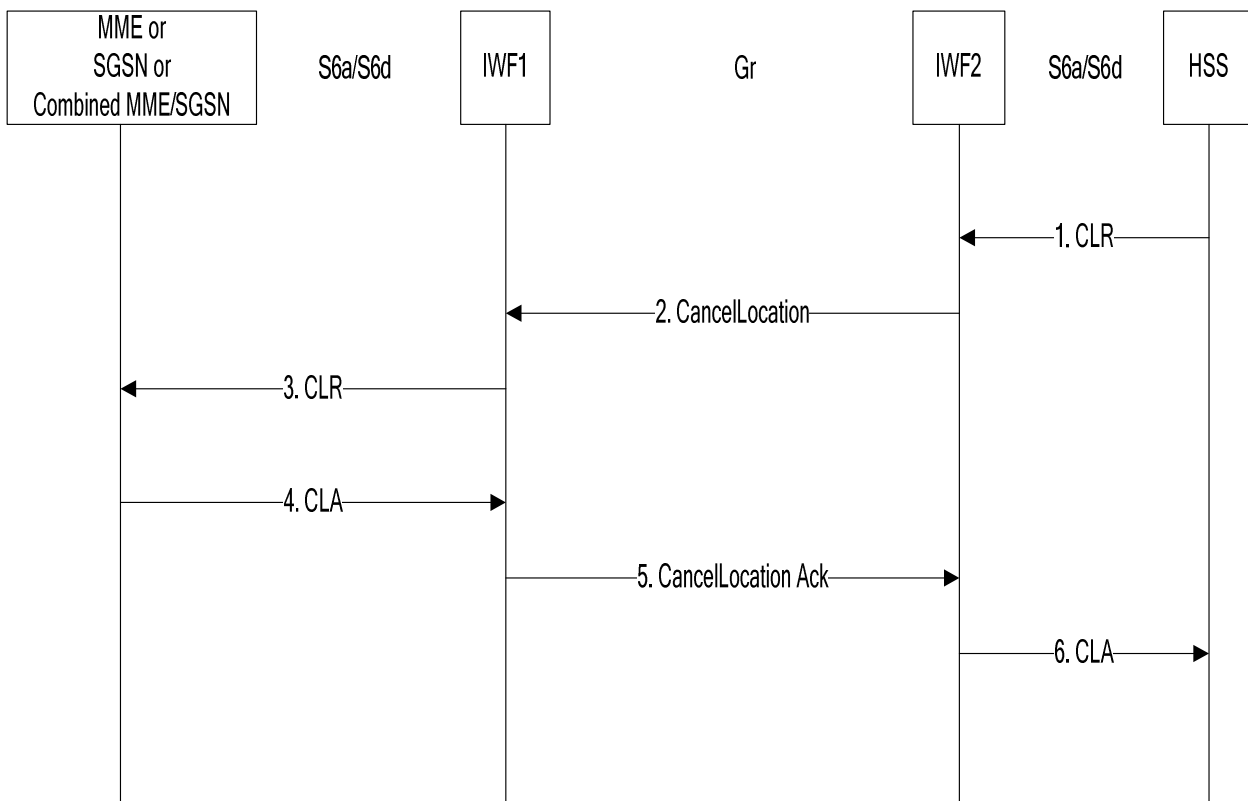 MME or
SGSN or
Combined MME/SGSN
S6a/S6d
IWF1
Gr
IWF2
S6a/S6d
HSS
1. CLR
2. CancelLocation
3. CLR
4. CLA
5. CancelLocation Ack
6. CLA